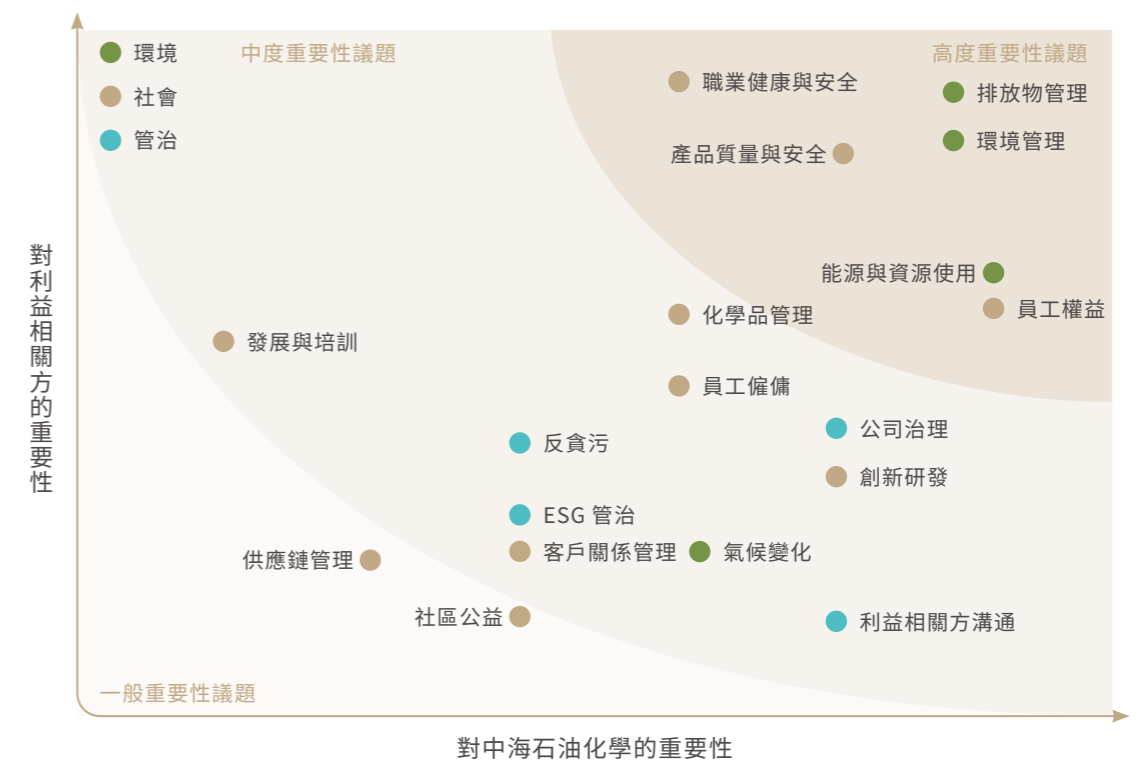 環境
中度重要性議題
高度重要性議題
社會
管治
職業健康與安全
排放物管理
環境管理
產品質量與安全
能源與資源使用
員工權益
化學品管理
發展與培訓
員工僱傭
公司治理
反貪污
創新研發
ESG 管治
客戶關係管理
氣候變化
供應鏈管理
社區公益
利益相關方溝通
一般重要性議題
對利益相關方的重要性
對中海石油化學的重要性